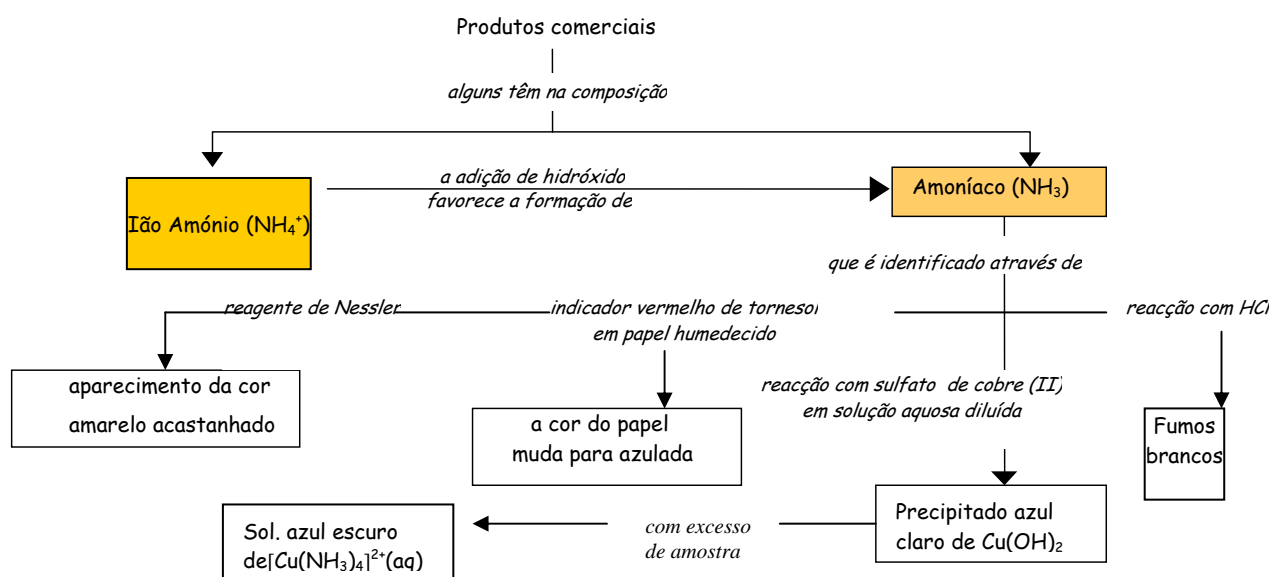 Produtos comerciais
alguns têm na composição
a adição de hidróxido
favorece a formação de
Amoníaco (NH₃)
Ião Amónio (NH₄⁺)
que é identificado através de
reagente de Nessler
indicador vermelho de tornesol
em papel humedecido
reacção com HCl
aparecimento da cor
amarelo acastanhado
reacção com sulfato de cobre (II)
em solução aquosa diluída
a cor do papel
muda para azulada
Fumos
brancos
Precipitado azul
claro de Cu(OH)₂
com excesso
de amostra
Sol. azul escuro
de[Cu(NH₃)₄]²⁺(aq)